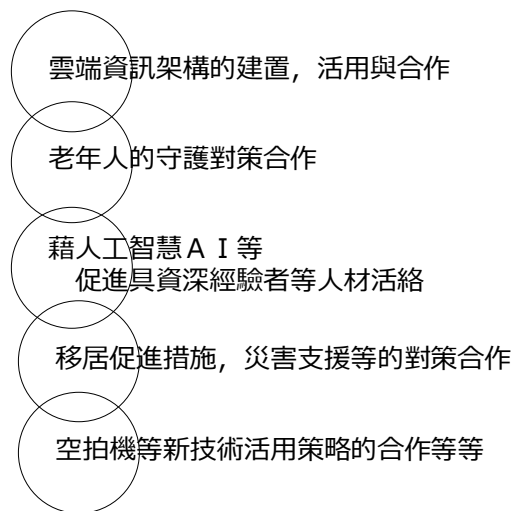 雲端資訊架構的建置，活用與合作
老年人的守護對策合作
藉人工智慧ＡＩ等
促進具資深經驗者等人材活絡
移居促進措施，災害支援等的對策合作
空拍機等新技術活用策略的合作等等